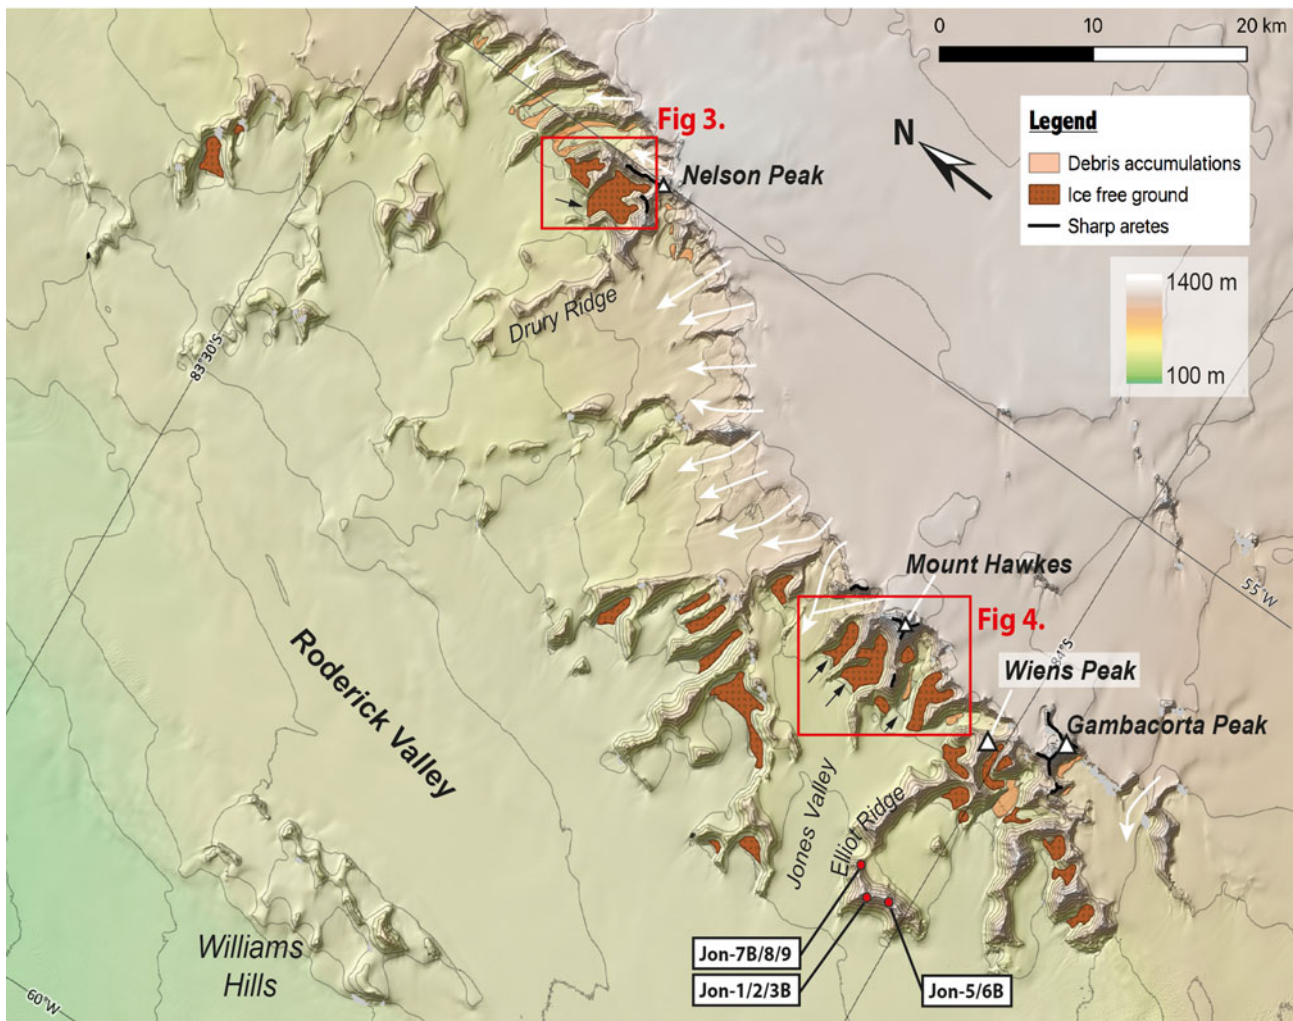 0 10 20 km
Fig 3.
N
Legend
Debris accumulations
Ice free ground
Sharp aretes
Nelson Peak
1400 m
100 m
Drury Ridge
83°30'S
Mount Hawkes
55°W
Fig 4.
84°S
Wiens Peak
Gambacorta Peak
Roderick Valley
Jones Valley
Elliot Ridge
Williams
Hills
Jon-7B/8/9
Jon-1/2/3B
Jon-5/6B
60°W